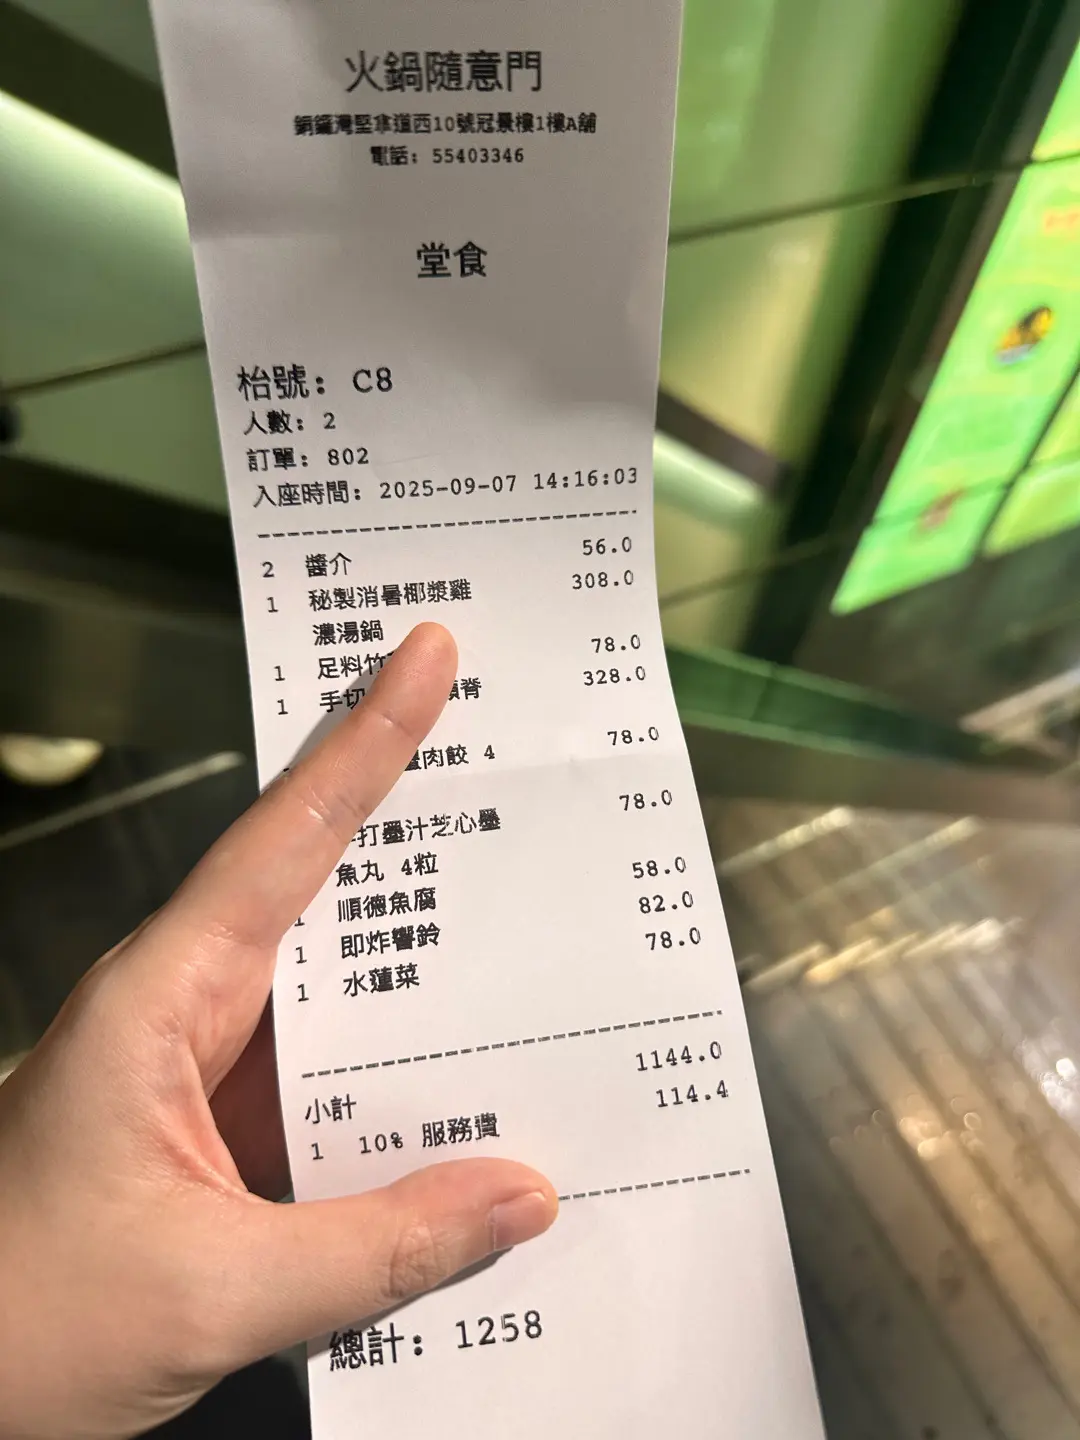 火鍋隨意門
銅鑼灣堅拿道西10號冠景樓1樓A舖
電話: 55403346
堂食
枱號: C8
人數: 2
訂單: 802
入座時間: 2025-09-07 14:16:03
2 醬介 56.0
1 秘製消暑椰漿雞 308.0
濃湯鍋
1 足料竹 78.0
1 手切 脊 328.0
肉餃 4 78.0
打墨汁芝心墨 78.0
魚丸 4粒
1 順德魚腐 58.0
1 即炸響鈴 82.0
1 水蓮菜 78.0
小計 1144.0
1 10% 服務費 114.4
總計: 1258